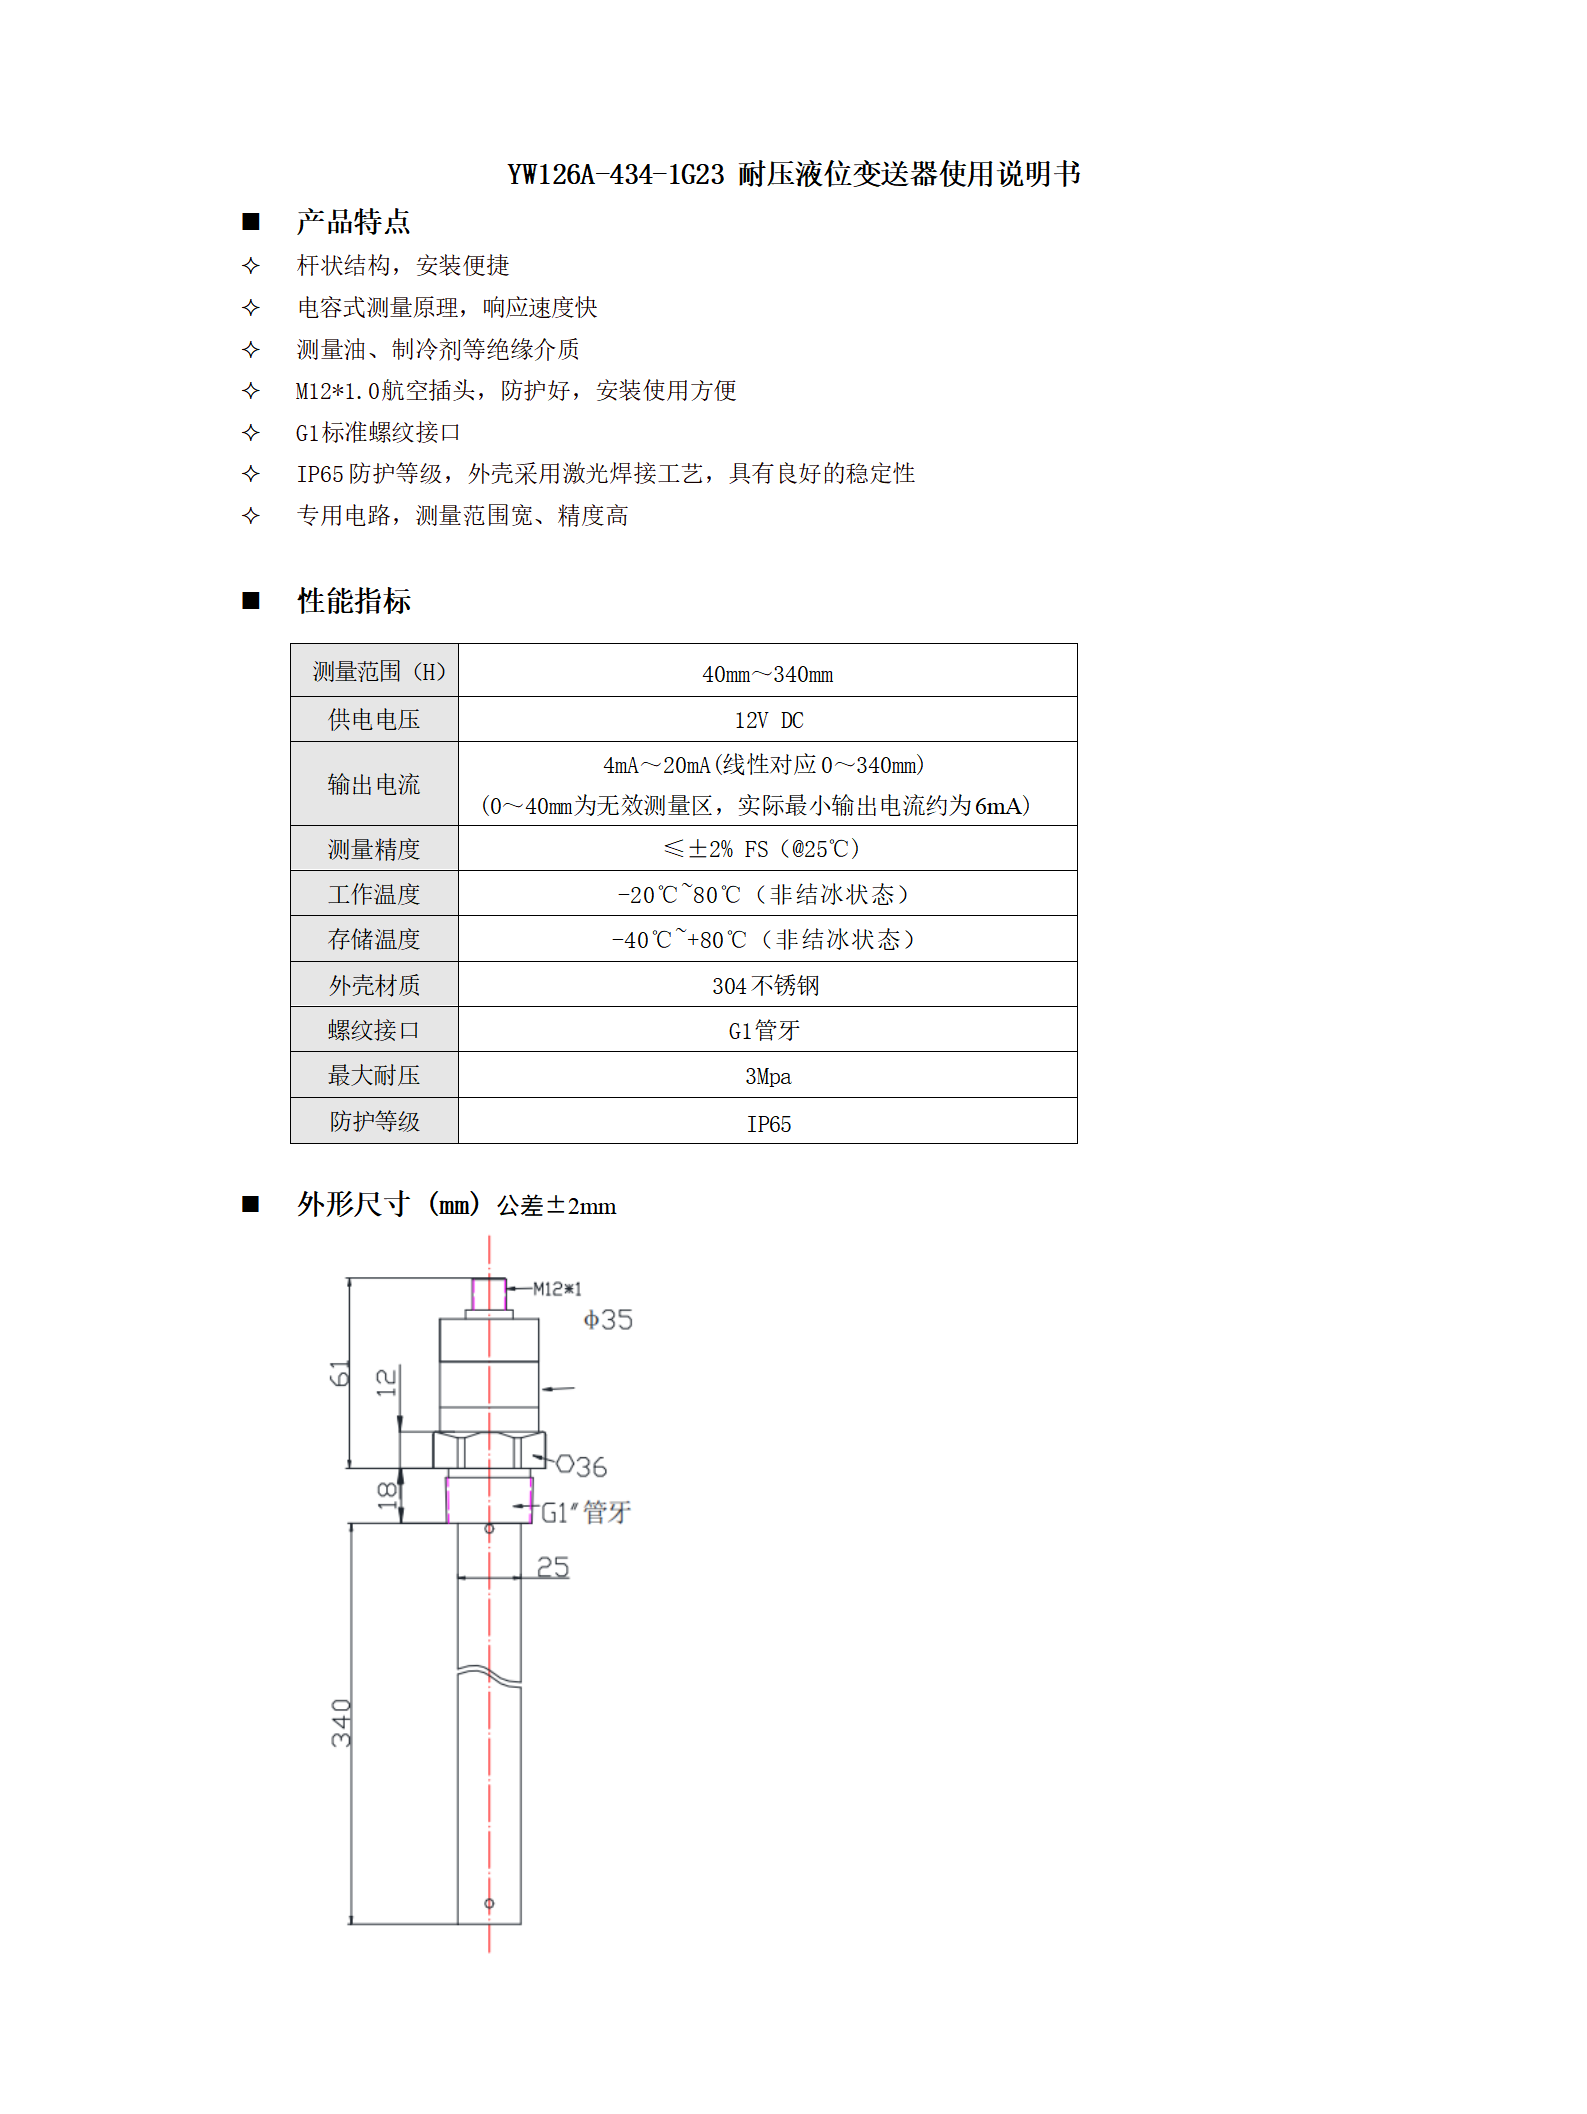 YW126A-434-1G23 耐压液位变送器使用说明书
■ 产品特点
✧ 杆状结构，安装便捷
✧ 电容式测量原理，响应速度快
✧ 测量油、制冷剂等绝缘介质
✧ M12*1.0航空插头，防护好，安装使用方便
✧ G1标准螺纹接口
✧ IP65防护等级，外壳采用激光焊接工艺，具有良好的稳定性
✧ 专用电路，测量范围宽、精度高
■ 性能指标
测量范围（H） 40mm～340mm
供电电压 12V DC
输出电流 4mA～20mA(线性对应0～340mm)
(0～40mm为无效测量区，实际最小输出电流约为6mA)
测量精度 ≤±2% FS（@25℃)
工作温度 -20℃~80℃（非结冰状态）
存储温度 -40℃~+80℃（非结冰状态）
外壳材质 304不锈钢
螺纹接口 G1管牙
最大耐压 3Mpa
防护等级 IP65
■ 外形尺寸 (mm) 公差±2mm
M12*1
ϕ35
61
12
36
18
G1″管牙
25
340